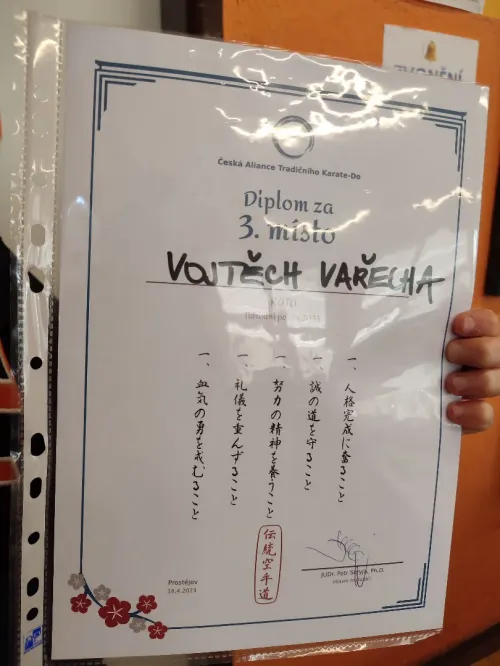 ZVONĚNÍ
Česká Aliance Tradičního Karate-Do
Diplom za
3. místo
VOJTĚCH VAŘECHA
一、人格完成に努ること
一、誠の道を守ること
一、努力の精神を養うこと
一、礼儀を重んずること
一、血気の勇を戒むること
伝統空手道
Prostějov
JUDr. Petr
Ph.D.